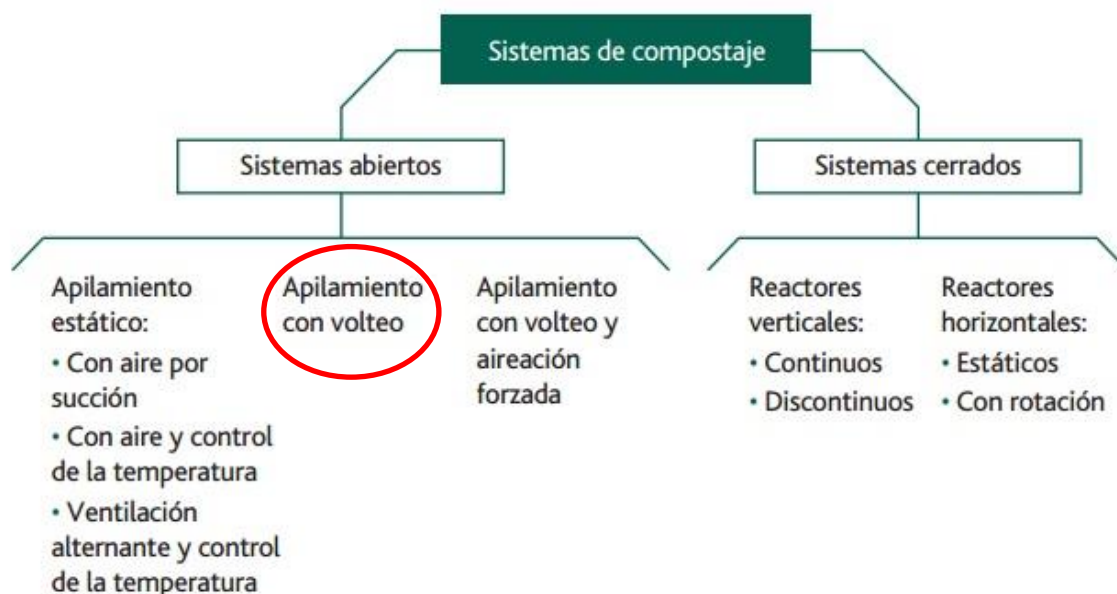 Sistemas de compostaje
Sistemas abiertos
Sistemas cerrados
Apilamiento
estático:
• Con aire por
succión
• Con aire y control
de la temperatura
• Ventilación
alternante y control
de la temperatura
Apilamiento
con volteo
Apilamiento
con volteo y
aireación
forzada
Reactores
verticales:
• Continuos
• Discontinuos
Reactores
horizontales:
• Estáticos
• Con rotación